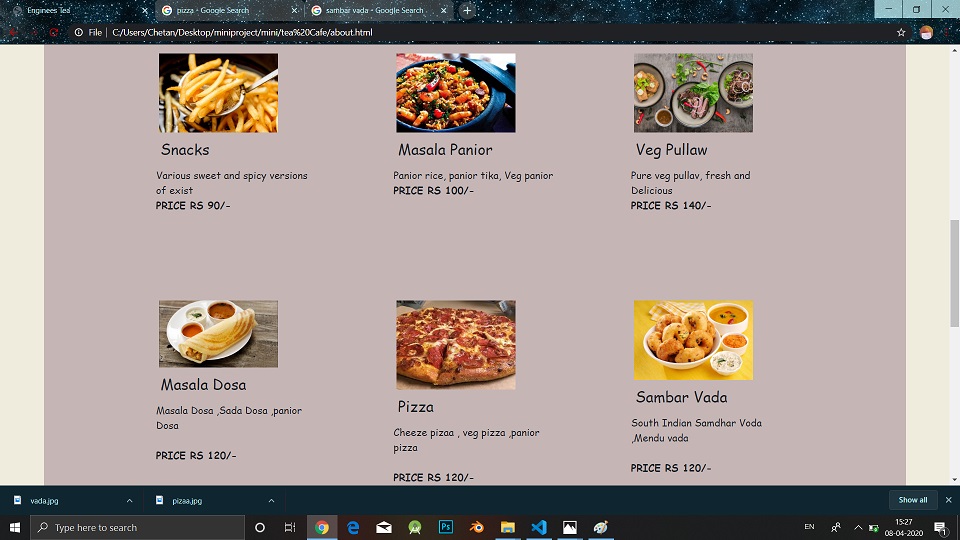 Enginees Tea
pizza - Google Search
sambar vada - Google Search
File
C:/Users/Chetan/Desktop/miniproject/mini/tea%20Cafe/about.html
Snacks
Various sweet and spicy versions
of exist
PRICE RS 90/-
Masala Panior
Panior rice, panior tika, Veg panior
PRICE RS 100/-
Veg Pullaw
Pure veg pullav, fresh and
Delicious
PRICE RS 140/-
Masala Dosa
Masala Dosa ,Sada Dosa ,panior
Dosa
PRICE RS 120/-
Pizza
Cheeze pizaa , veg pizza ,panior
pizza
PRICE RS 120/-
Sambar Vada
South Indian Samdhar Voda
,Mendu vada
PRICE RS 120/-
vada.jpg
pizaa.jpg
Show all
Type here to search
Ps
EN
15:27
08-04-2020
1